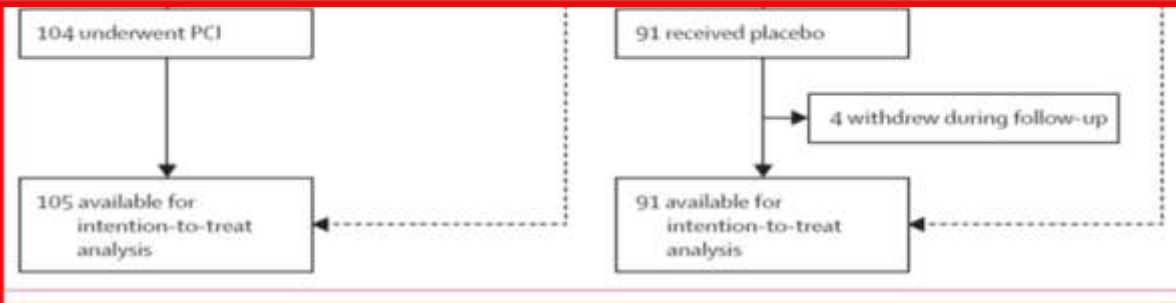 104 underwent PCI
91 received placebo
4 withdrew during follow-up
105 available for
intention-to-treat
analysis
91 available for
intention-to-treat
analysis